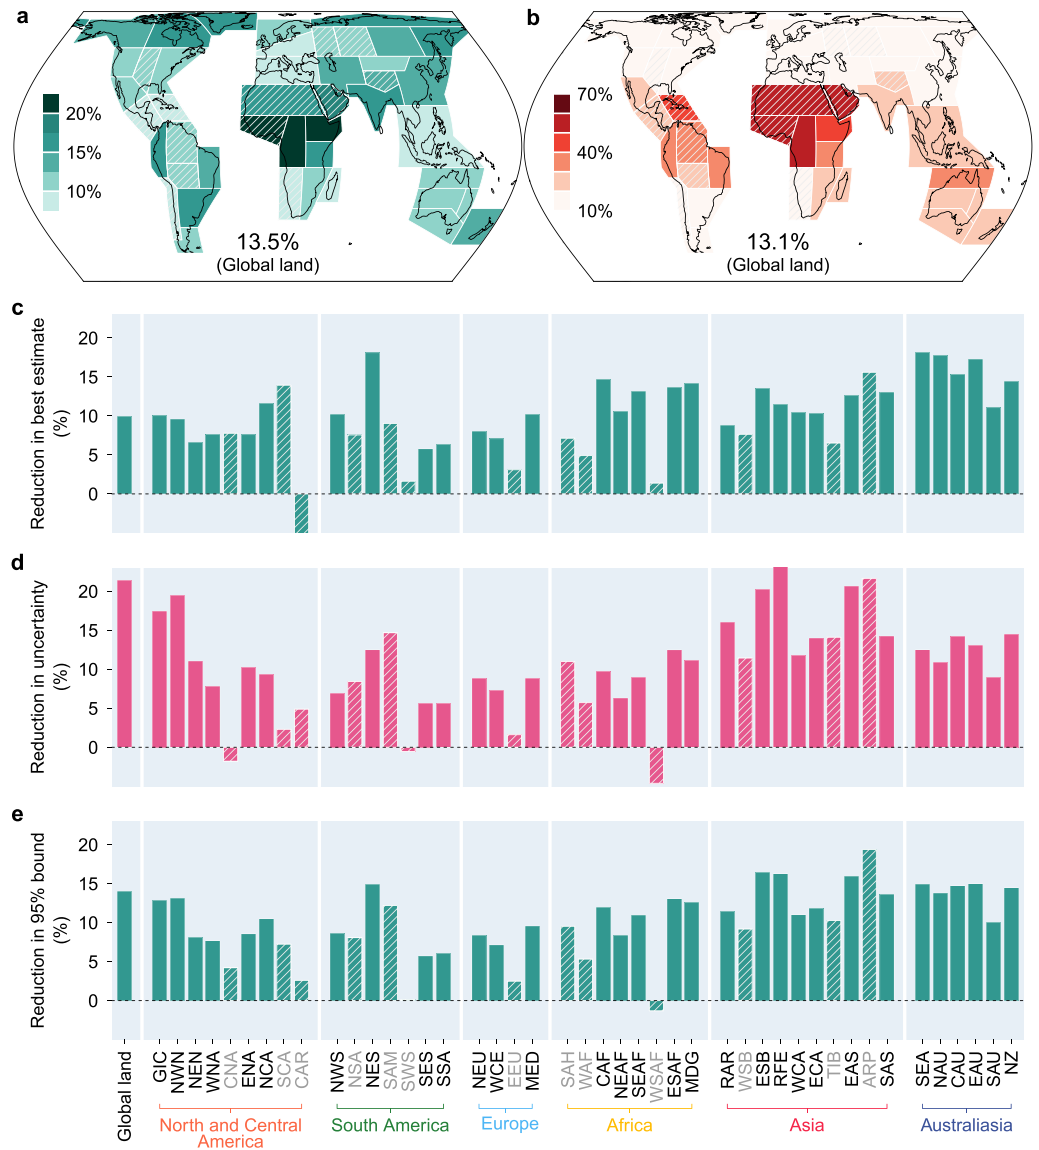 a
20%
15%
10%
13.5%
(Global land)
b
70%
40%
10%
13.1%
(Global land)
c
Reduction in best estimate
(%)
20
15
10
5
0
d
Reduction in uncertainty
(%)
20
15
10
5
0
e
Reduction in 95% bound
(%)
20
15
10
5
0
Global land
GIC
NWN
NEN
WNA
CNA
ENA
NCA
SCA
CAR
NWS
NSA
NES
SAM
SWS
SES
SSA
NEU
WCE
EEU
MED
SAH
WAF
CAF
NEAF
SEAF
WSAF
ESAF
MDG
RAR
WSB
ESB
RFE
WCA
ECA
TIB
EAS
ARP
SAS
SEA
NAU
CAU
EAU
SAU
NZ
North and Central
America
South America
Europe
Africa
Asia
Australiasia